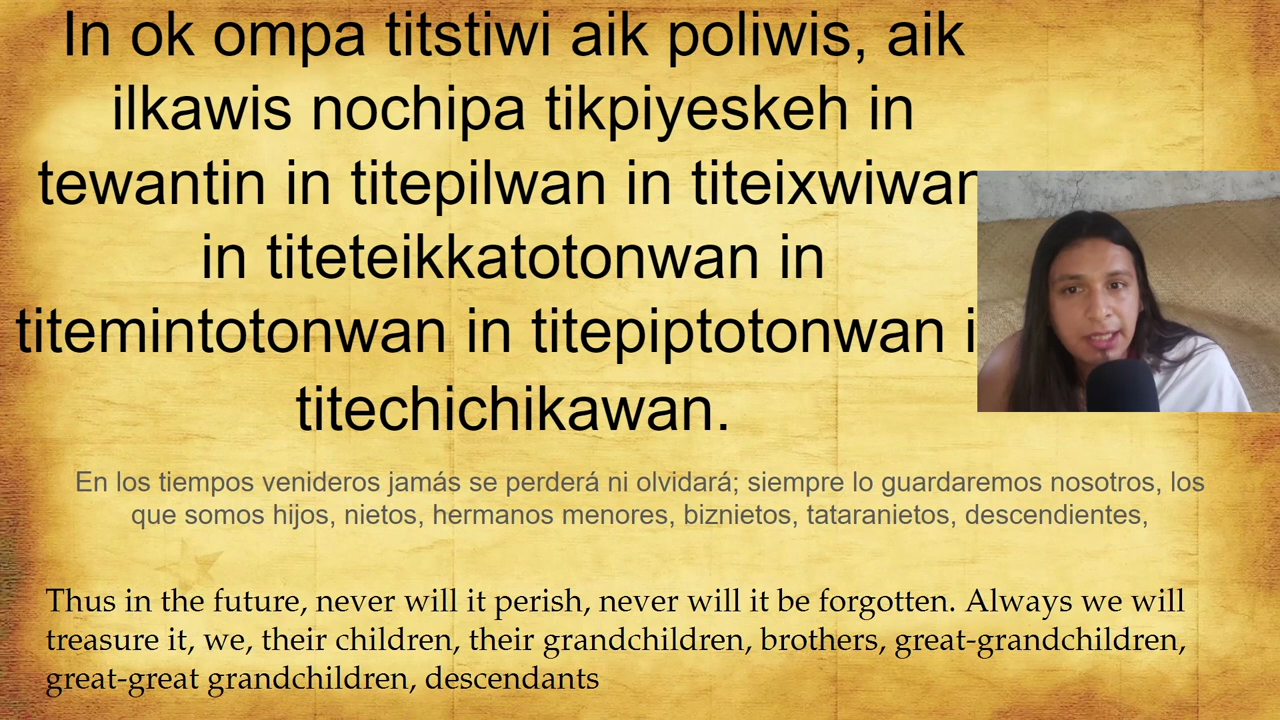 In ok ompa titstiwi aik poliwis, aik
ilkawis nochipa tikpiyeskeh in
tewantin in titepilwan in titeixwiwan
in titeteikkatotonwan in
titemintotonwan in titepiptotonwan i
titechichikawan.
En los tiempos venideros jamás se perderá ni olvidará; siempre lo guardaremos nosotros, los
que somos hijos, nietos, hermanos menores, biznietos, tataranietos, descendientes,
Thus in the future, never will it perish, never will it be forgotten. Always we will
treasure it, we, their children, their grandchildren, brothers, great-grandchildren,
great-great grandchildren, descendants